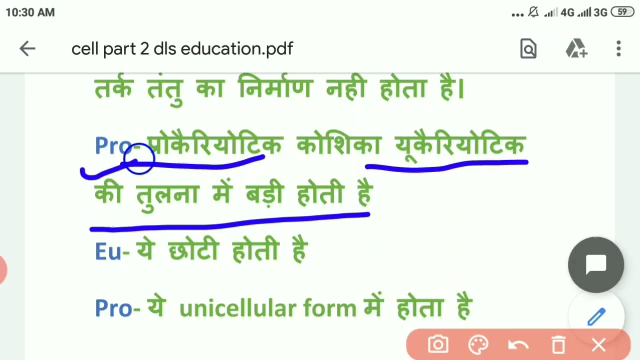 10:30 AM 4G 3G 59
cell part 2 dls education.pdf
तर्क तंतु का निर्माण नही होता है।
Pro- प्रोकैरियोटिक कोशिका यूकैरियोटिक
की तुलना में बड़ी होती है
Eu- ये छोटी होती है
Pro- ये unicellular form में होता है